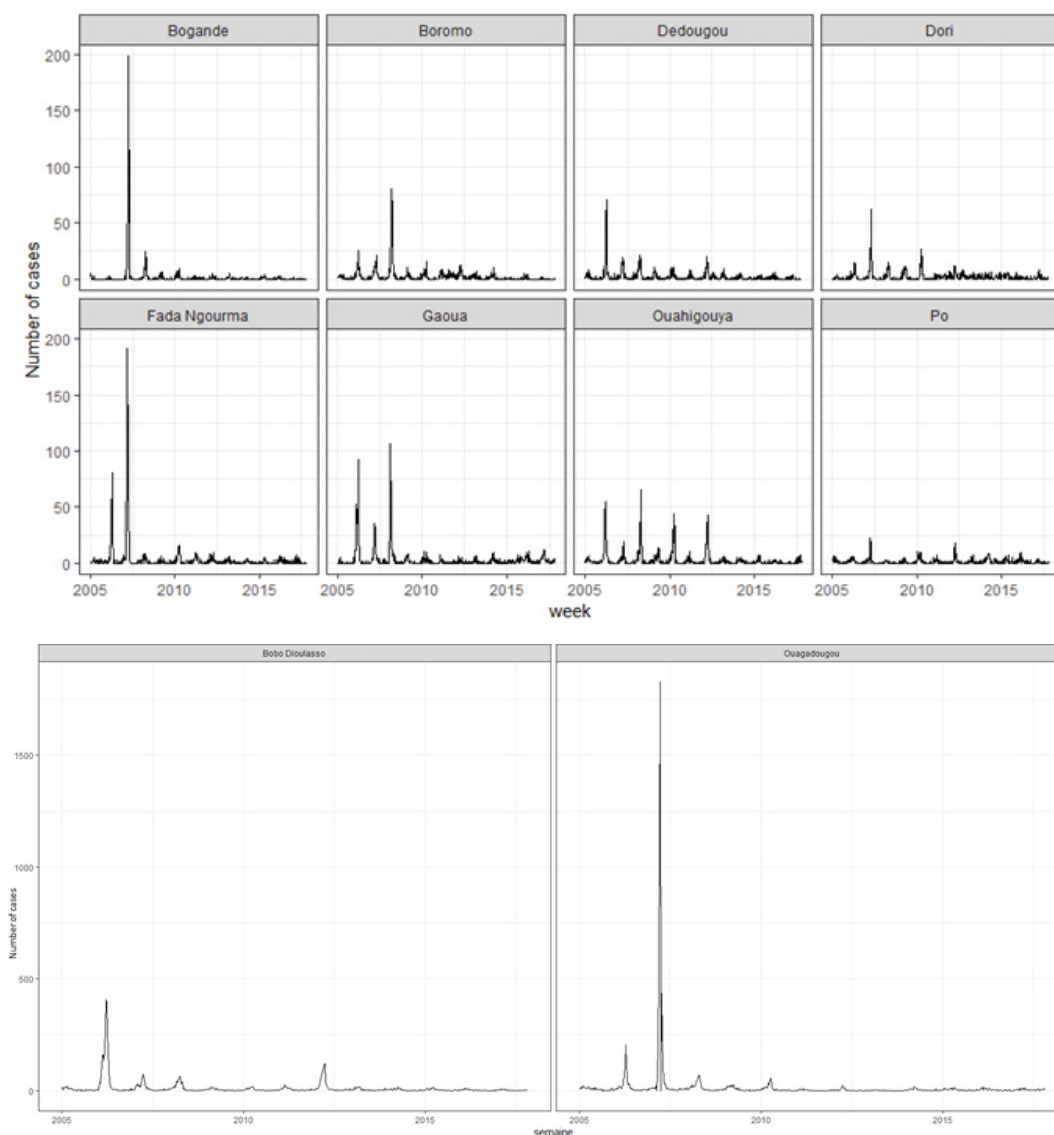 Bogande Boromo Dedougou Dori
200
150
100
50
0
Number of cases
Fada Ngourma Gaoua Ouahigouya Po
200
150
100
50
0
2005 2010 2015 2005 2010 2015 2005 2010 2015 2005 2010 2015
week
Bobo Dioulasso Ouagadougou
1500
1000
Number of cases
500
0
2005 2010 2015 2005 2010 2015
semaine